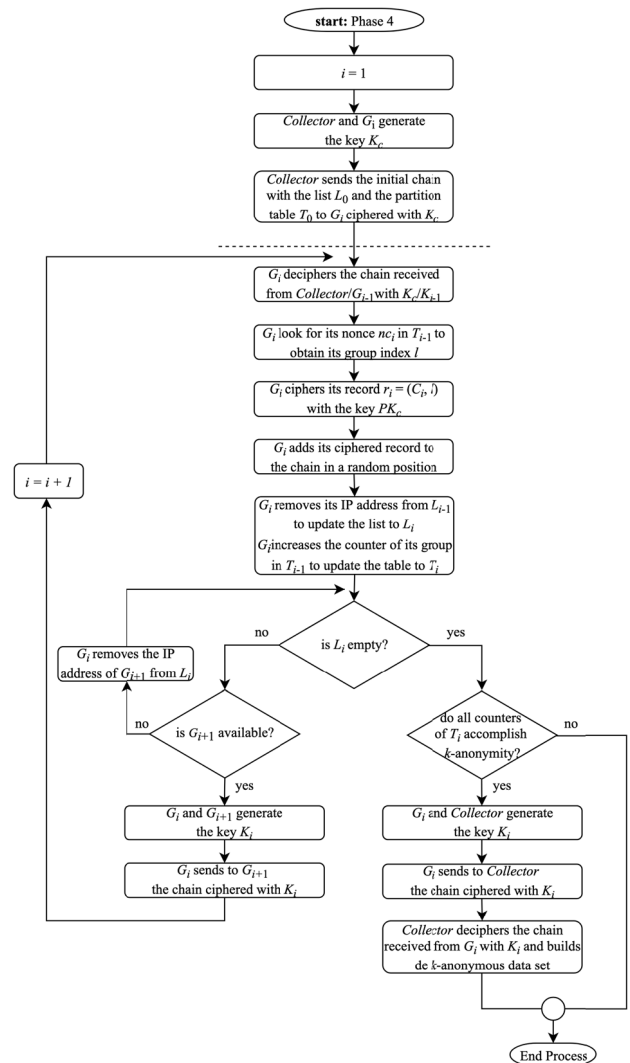 start: Phase 4
i = 1
Collector and Gi generate
the key Kc
Collector sends the initial chain
with the list L0 and the partition
table T0 to Gi ciphered with Kc
Gi deciphers the chain received
from Collector/Gi-1with Kc/Ki-1
Gi look for its nonce nci in Ti-1 to
obtain its group index l
Gi ciphers its record ri = (Ci, l)
with the key PKc
Gi adds its ciphered record to
the chain in a random position
i = i + 1
Gi removes its IP address from Li-1
to update the list to Li
Giincreases the counter of its group
in Ti-1 to update the table to Ti
is Li empty?
no
yes
Gi removes the IP
address of Gi+1 from Li
is Gi+1 available?
no
yes
do all counters
of Ti accomplish
k-anonymity?
no
yes
Gi and Gi+1 generate
the key Ki
Gi sends to Gi+1
the chain ciphered with Ki
Gi and Collector generate
the key Ki
Gi sends to Collector
the chain ciphered with Ki
Collector deciphers the chain
received from Gi with Ki and builds
de k-anonymous data set
End Process